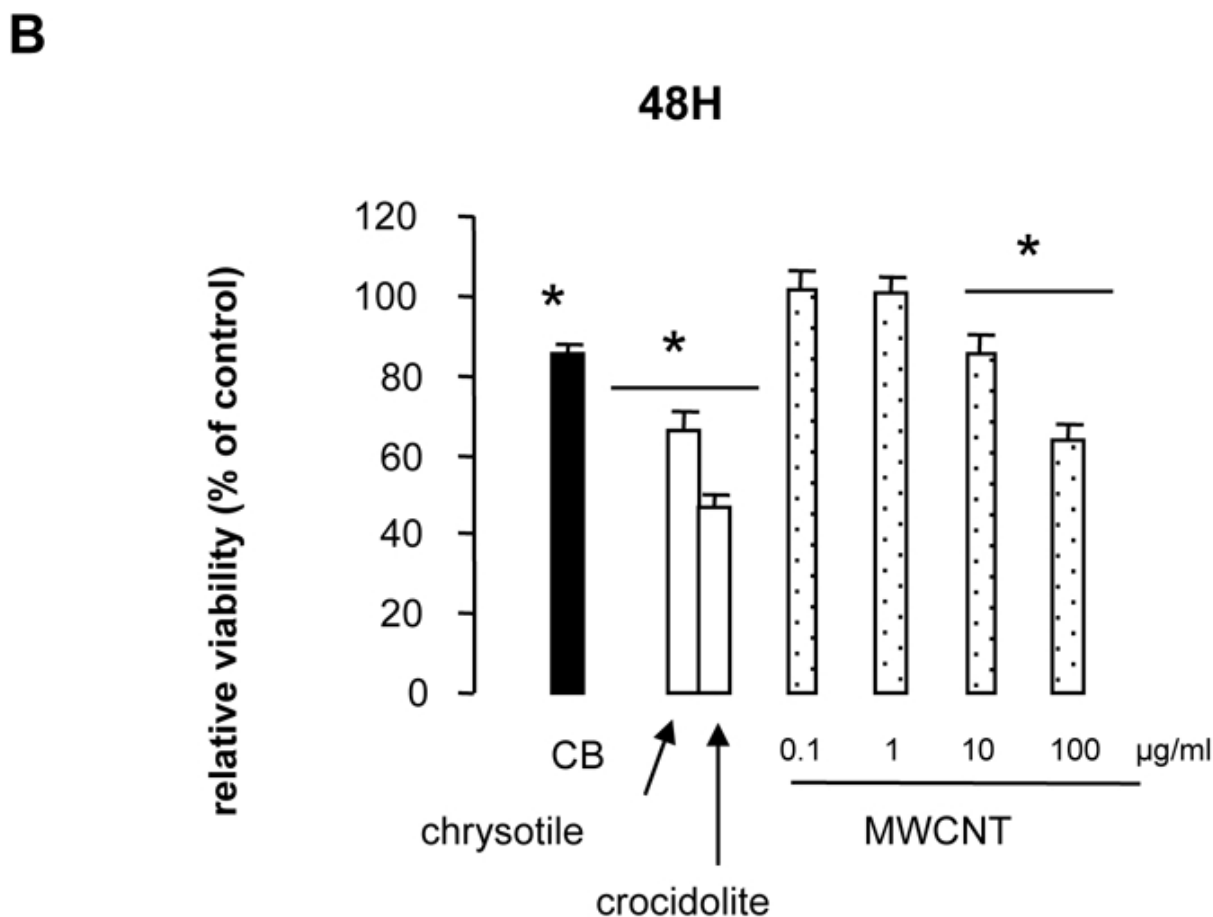 B
48H
relative viability (% of control)
120
100
80
60
40
20
0
*
*
*
CB
0.1 1 10 100 µg/ml
chrysotile
MWCNT
crocidolite